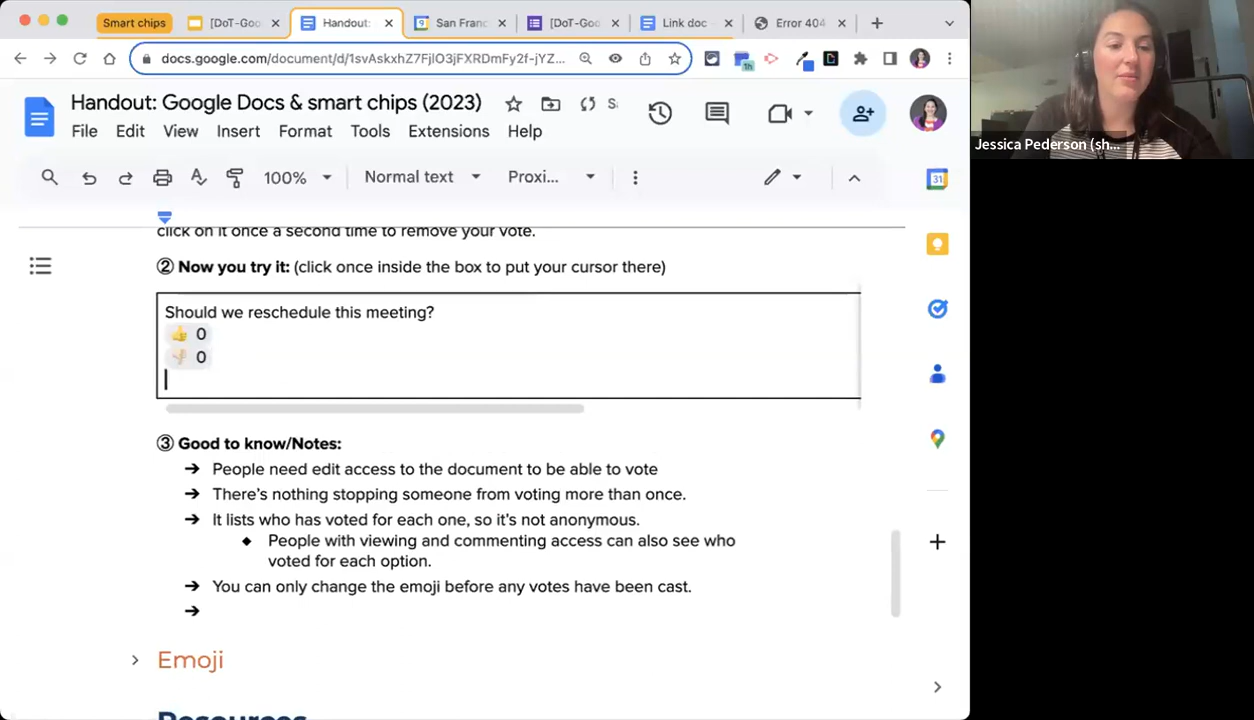 Smart chips
[DoT-Goo
Handout:
San Franc
[DoT-Goo
Link doc –
Error 404
docs.google.com/document/d/1svAskxhZ7FjlO3jFXRDmFy2f-jYZ...
1h
Handout: Google Docs & smart chips (2023)
File Edit View Insert Format Tools Extensions Help
100% Normal text Proxi...
click on it once a second time to remove your vote.
② Now you try it: (click once inside the box to put your cursor there)
Should we reschedule this meeting?
👍 0
👎 0
③ Good to know/Notes:
➔ People need edit access to the document to be able to vote
➔ There's nothing stopping someone from voting more than once.
➔ It lists who has voted for each one, so it's not anonymous.
◆ People with viewing and commenting access can also see who
voted for each option.
➔ You can only change the emoji before any votes have been cast.
➔
Emoji
Resources
Jessica Pederson (sh...
31